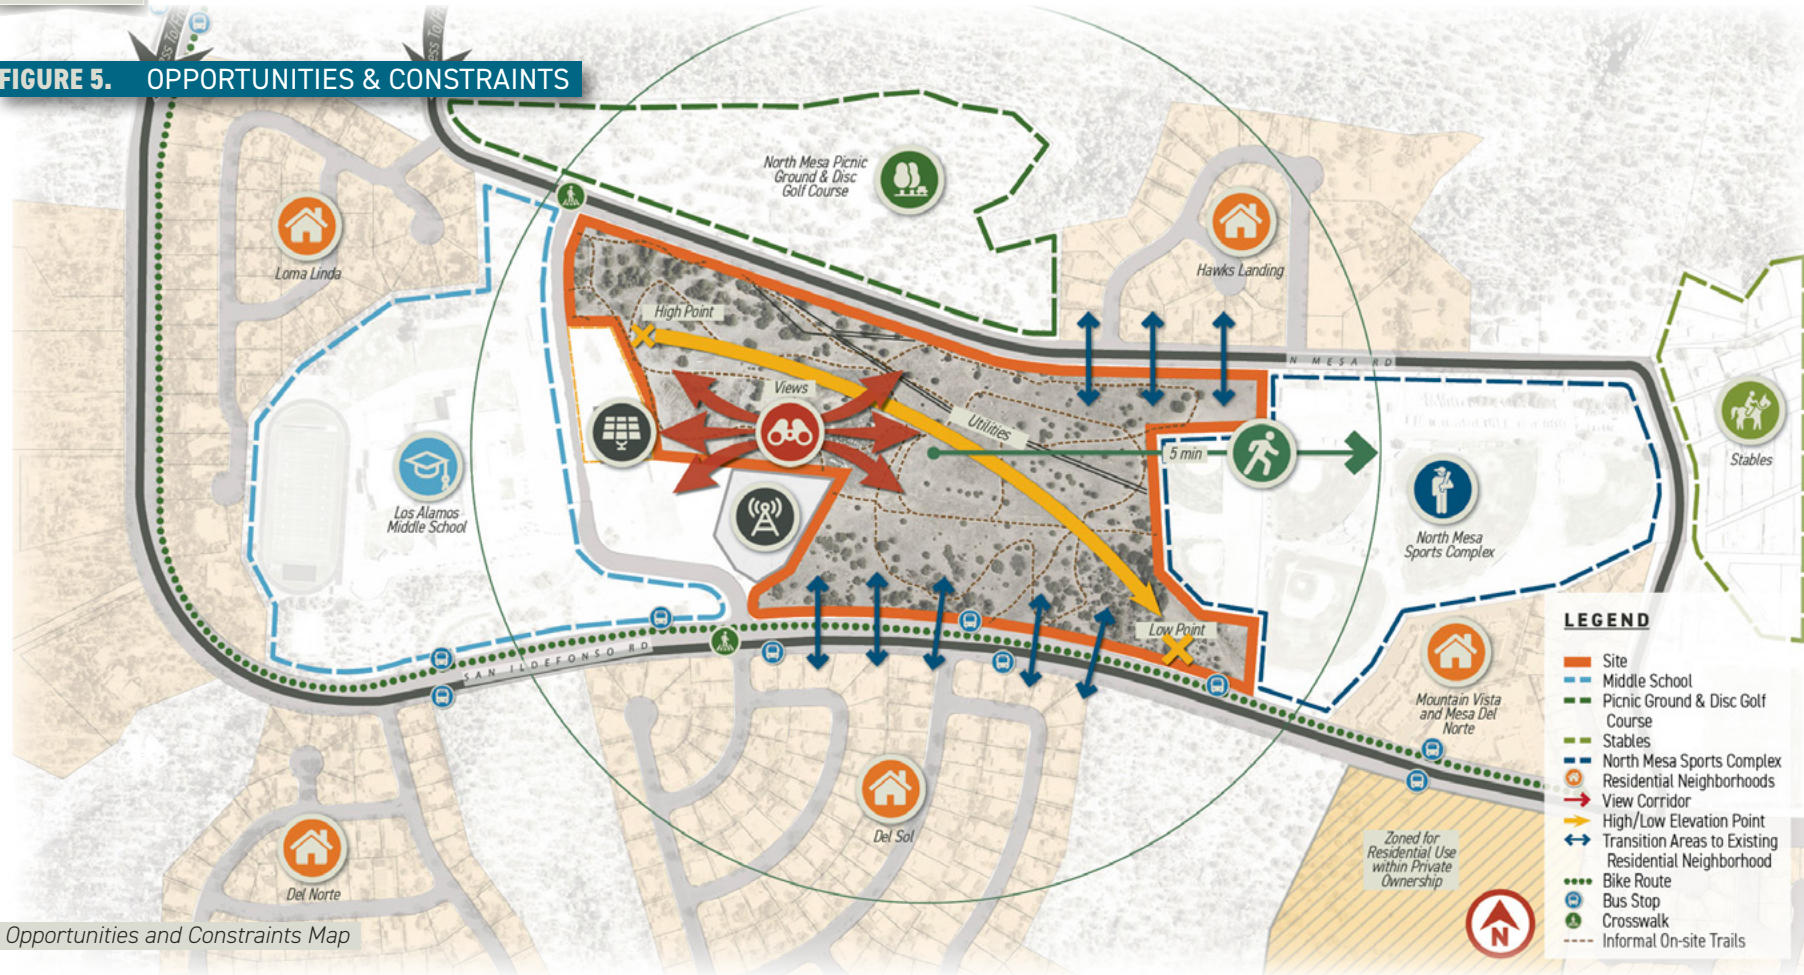 FIGURE 5. OPPORTUNITIES & CONSTRAINTS
North Mesa Picnic
Ground & Disc
Golf Course
Loma Linda
Hawks Landing
High Point
Views
Utilities
N MESA RD
5 min
Stables
Los Alamos
Middle School
North Mesa
Sports Complex
Low Point
SAN ILDEFONSO RD
Mountain Vista
and Mesa Del
Norte
Del Sol
Del Norte
Zoned for
Residential Use
within Private
Ownership
N
LEGEND
Site
Middle School
Picnic Ground & Disc Golf
Course
Stables
North Mesa Sports Complex
Residential Neighborhoods
View Corridor
High/Low Elevation Point
Transition Areas to Existing
Residential Neighborhood
Bike Route
Bus Stop
Crosswalk
Informal On-site Trails
Opportunities and Constraints Map